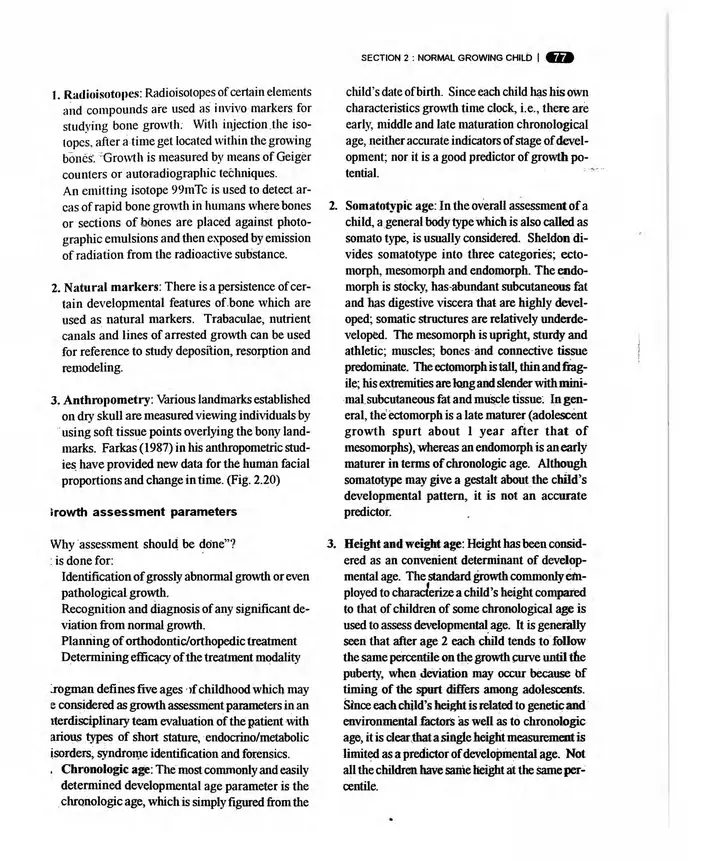 SECTION 2 : NORMAL GROWING CHILD | 77
1. Radioisotopes: Radioisotopes of certain elements
and compounds are used as invivo markers for
studying bone growth. With injection the iso-
topes, after a time get located within the growing
bones. Growth is measured by means of Geiger
counters or autoradiographic techniques.
An emitting isotope 99mTc is used to detect ar-
eas of rapid bone growth in humans where bones
or sections of bones are placed against photo-
graphic emulsions and then exposed by emission
of radiation from the radioactive substance.
2. Natural markers: There is a persistence of cer-
tain developmental features of bone which are
used as natural markers. Trabaculae, nutrient
canals and lines of arrested growth can be used
for reference to study deposition, resorption and
remodeling.
3. Anthropometry: Various landmarks established
on dry skull are measured viewing individuals by
using soft tissue points overlying the bony land-
marks. Farkas (1987) in his anthropometric stud-
ies have provided new data for the human facial
proportions and change in time. (Fig. 2.20)
rowth assessment parameters
Why assessment should be done"?
: is done for:
Identification of grossly abnormal growth or even
pathological growth.
Recognition and diagnosis of any significant de-
viation from normal growth.
Planning of orthodontic/orthopedic treatment
Determining efficacy of the treatment modality
rogman defines five ages of childhood which may
e considered as growth assessment parameters in an
nterdisciplinary team evaluation of the patient with
arious types of short stature, endocrino/metabolic
isorders, syndrome identification and forensics.
. Chronologic age: The most commonly and easily
determined developmental age parameter is the
chronologic age, which is simply figured from the
child's date of birth. Since each child has his own
characteristics growth time clock, i.e., there are
early, middle and late maturation chronological
age, neither accurate indicators of stage of devel-
opment; nor it is a good predictor of growth po-
tential.
2. Somatotypic age: In the overall assessment of a
child, a general body type which is also called as
somato type, is usually considered. Sheldon di-
vides somatotype into three categories; ecto-
morph, mesomorph and endomorph. The endo-
morph is stocky, has abundant subcutaneous fat
and has digestive viscera that are highly devel-
oped; somatic structures are relatively underde-
veloped. The mesomorph is upright, sturdy and
athletic; muscles; bones and connective tissue
predominate. The ectomorph is tall, thin and frag-
ile; his extremities are long and slender with mini-
mal subcutaneous fat and muscle tissue. In gen-
eral, the ectomorph is a late maturer (adolescent
growth spurt about 1 year after that of
mesomorphs), whereas an endomorph is an early
maturer in terms of chronologic age. Although
somatotype may give a gestalt about the child's
developmental pattern, it is not an accurate
predictor.
3. Height and weight age: Height has been consid-
ered as an convenient determinant of develop-
mental age. The standard growth commonly em-
ployed to characterize a child's height compared
to that of children of some chronological age is
used to assess developmental age. It is generally
seen that after age 2 each child tends to follow
the same percentile on the growth curve until the
puberty, when deviation may occur because of
timing of the spurt differs among adolescents.
Since each child's height is related to genetic and
environmental factors as well as to chronologic
age, it is clear that a single height measurement is
limited as a predictor of developmental age. Not
all the children have same height at the same per-
centile.